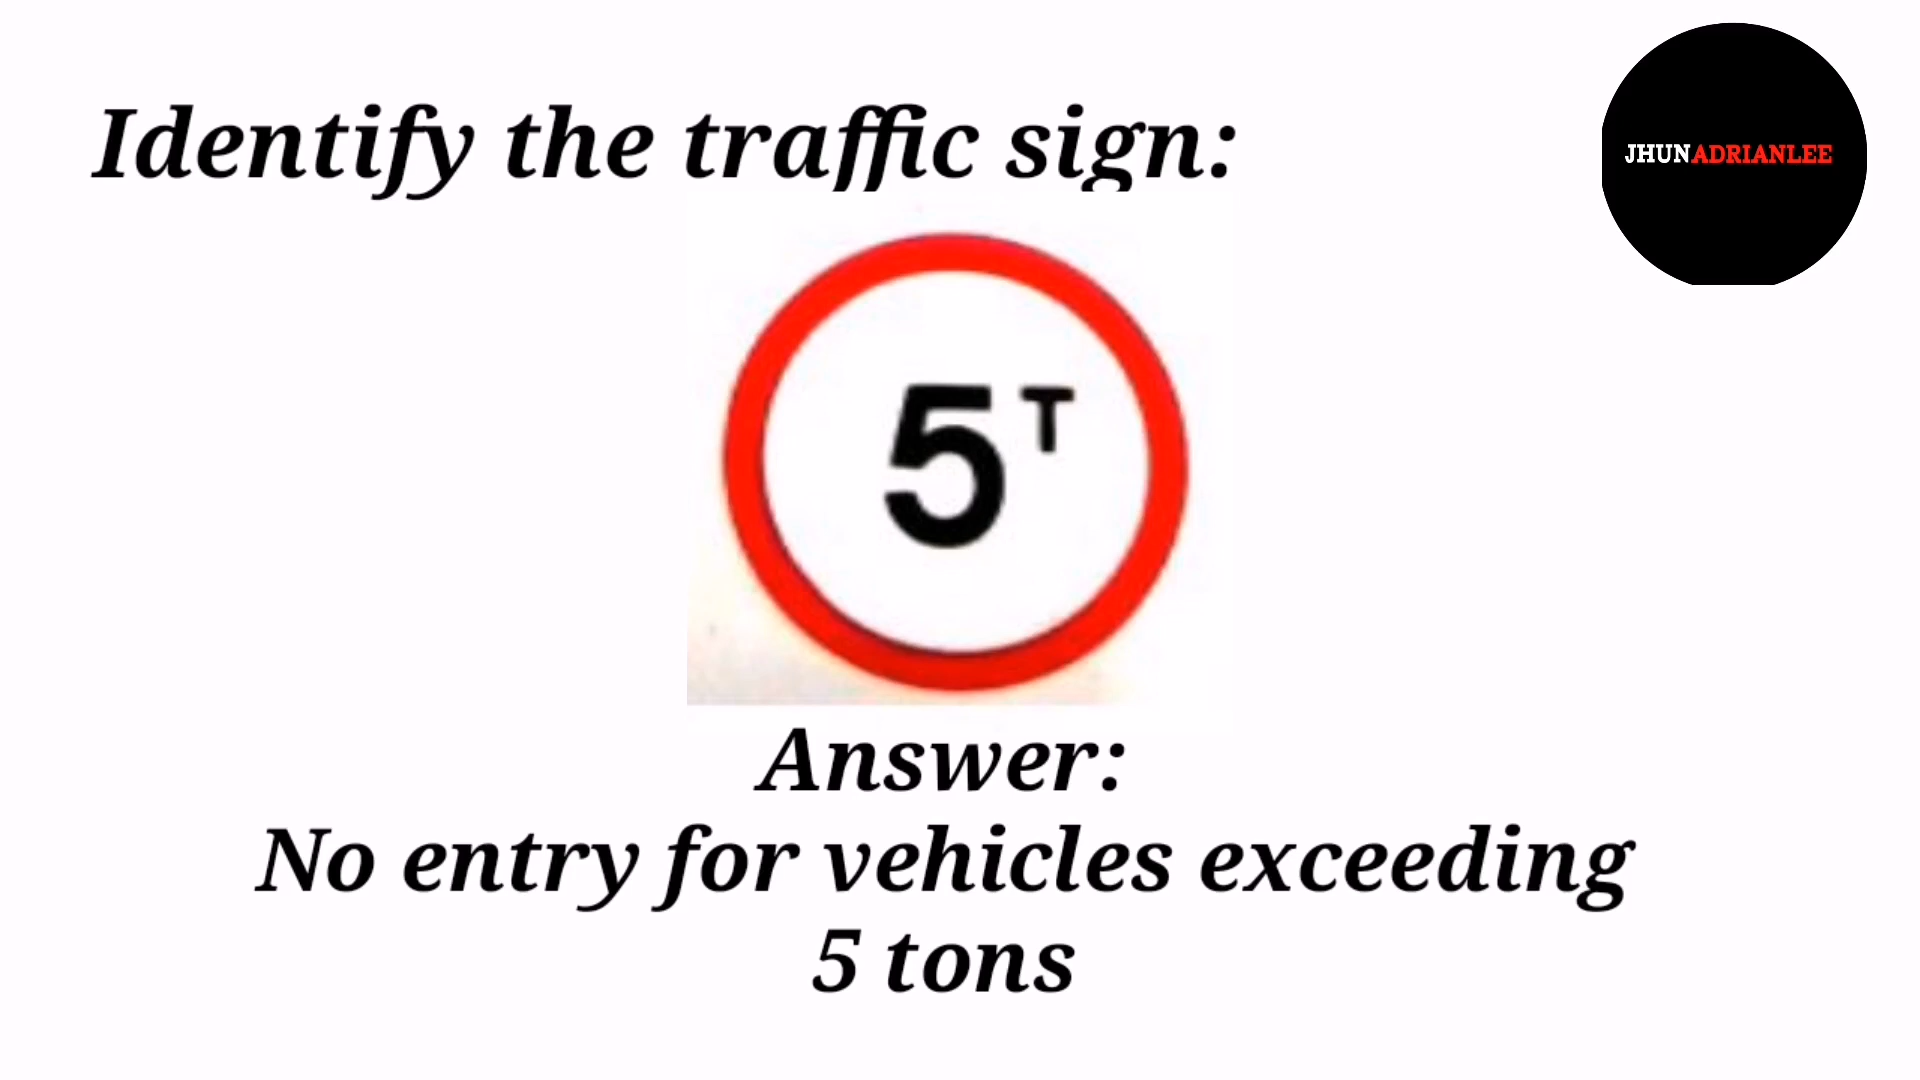 Identify the traffic sign:
JHUNADRIANLEE
5T
Answer:
No entry for vehicles exceeding
5 tons